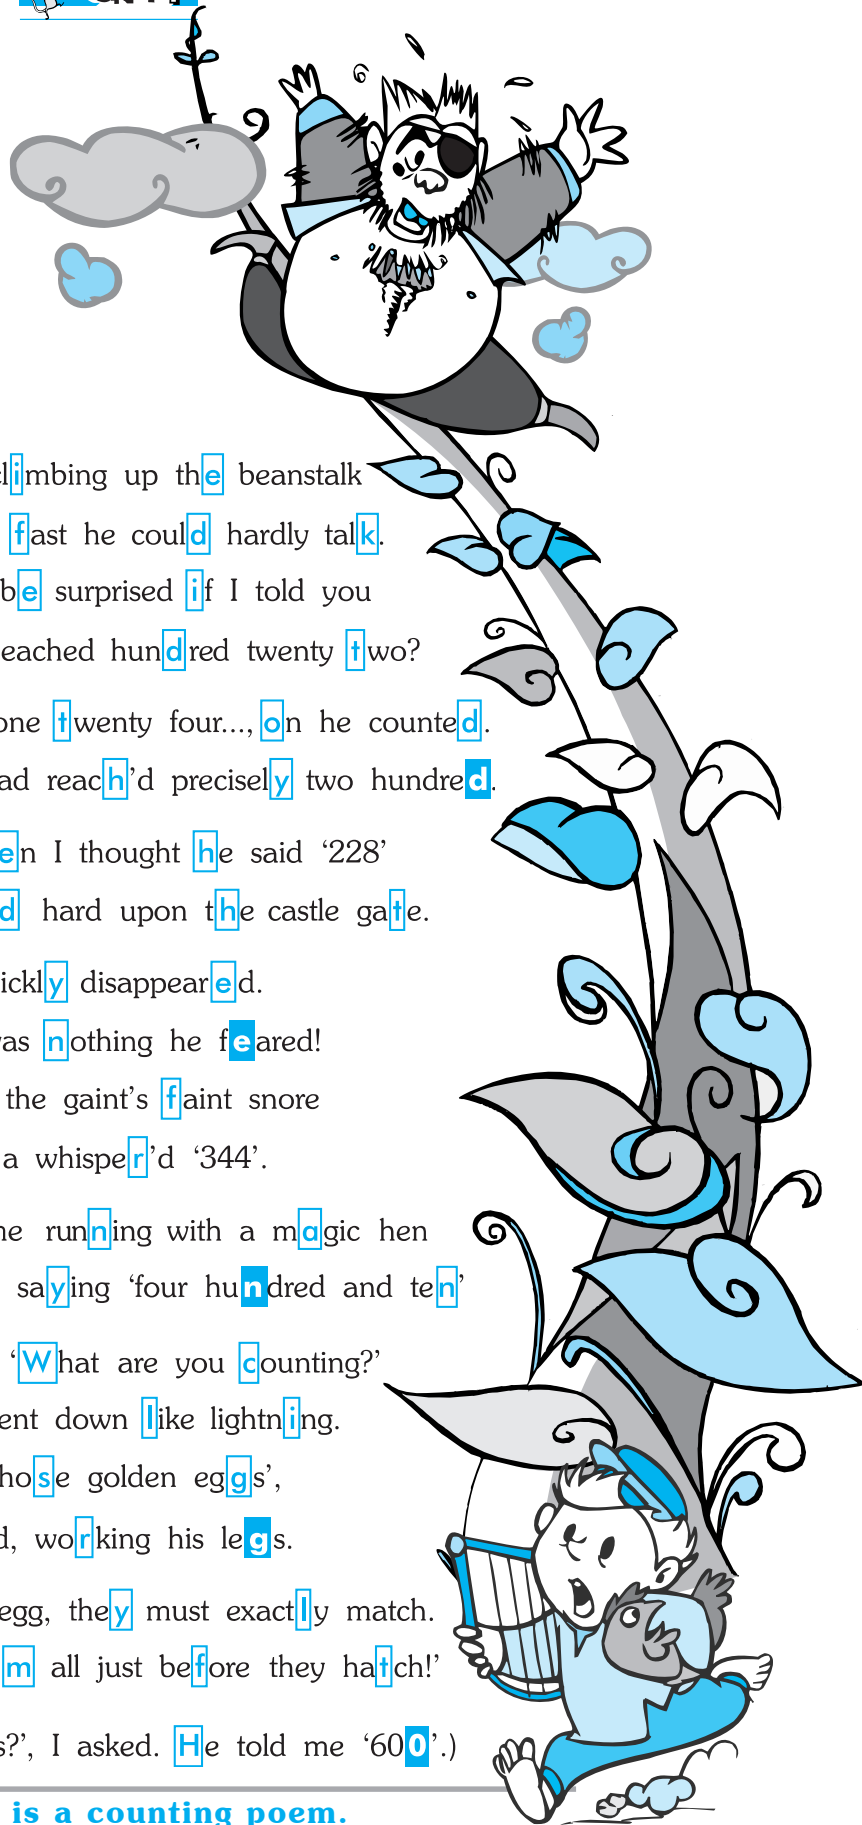 climbing up the beanstalk
fast he could hardly talk.
be surprised if I told you
eached hundred twenty two?
one twenty four..., on he counted.
ad reach'd precisely two hundred.
en I thought he said ‘228’
d hard upon the castle gate.
ickly disappeared.
was nothing he feared!
the gaint's faint snore
a whisper'd ‘344’.
ne running with a magic hen
saying ‘four hundred and ten’
‘What are you counting?’
ent down like lightning.
hose golden eggs’,
d, working his legs.
egg, they must exactly match.
m all just before they hatch!’
s?’, I asked. He told me ‘600’.)
is a counting poem.